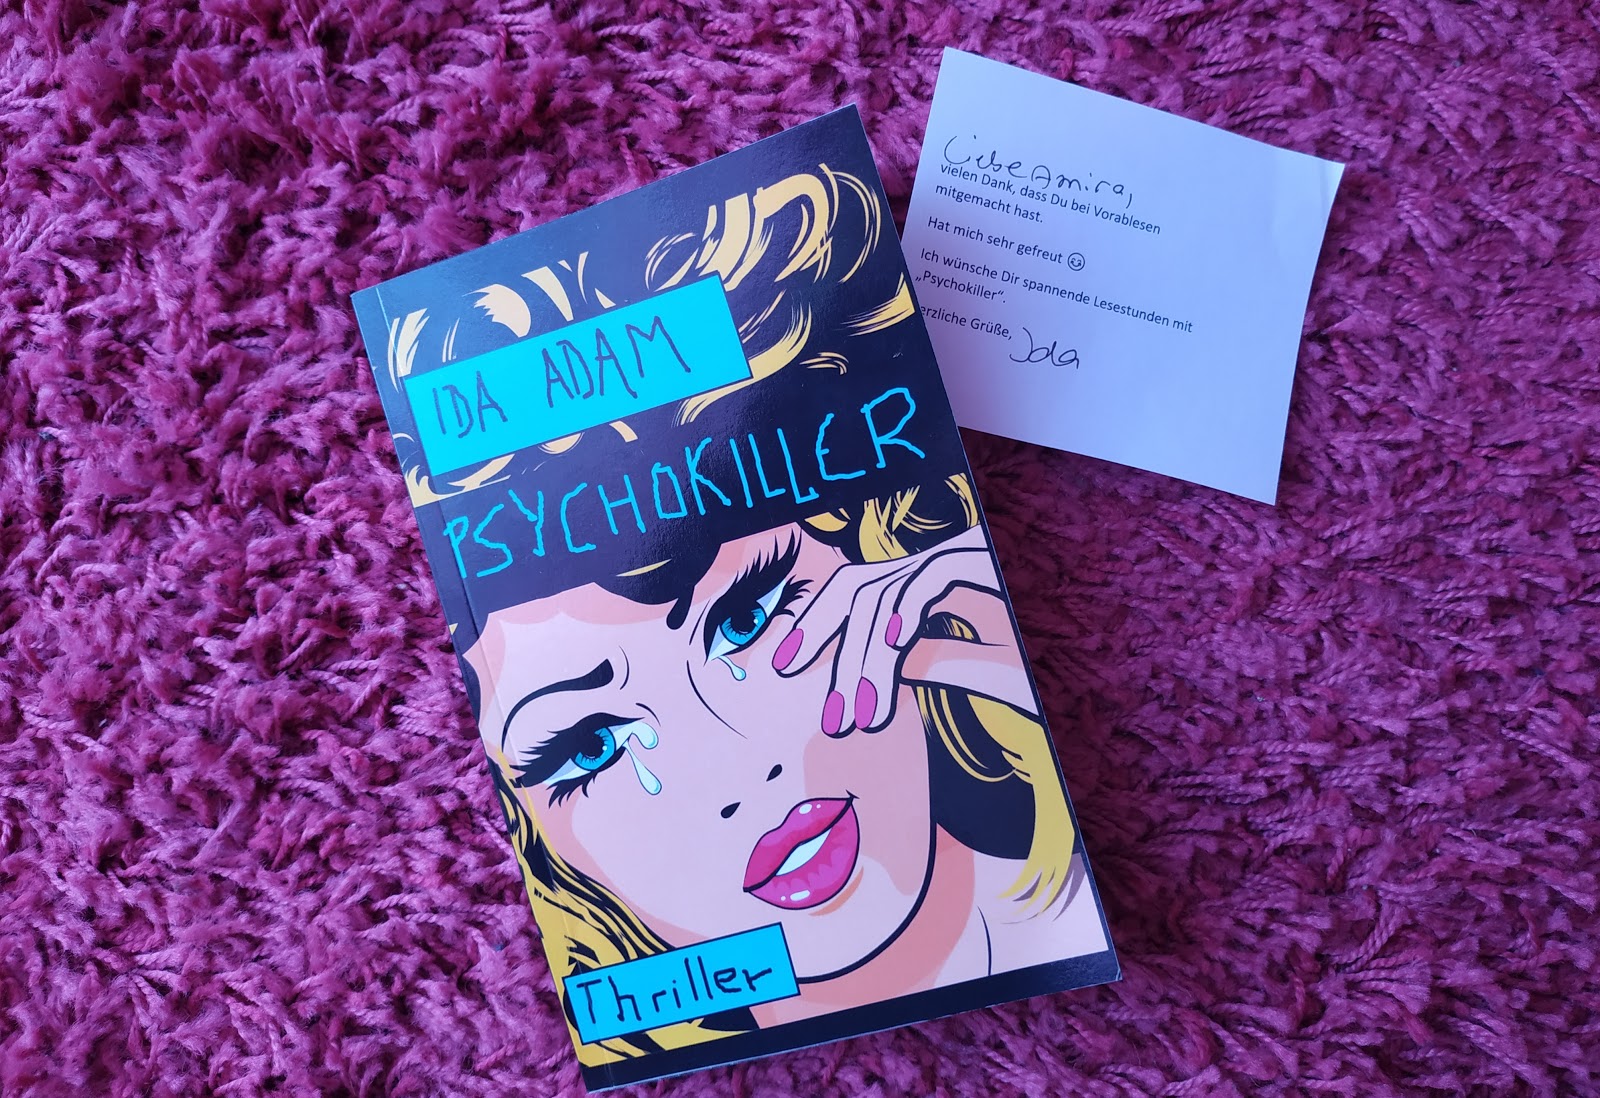 IDA ADAM
PSYCHOKILLER
Thriller
Liebe Amira,
vielen Dank, dass Du bei Vorablesen
mitgemacht hast.
Hat mich sehr gefreut 😊
Ich wünsche Dir spannende Lesestunden mit
„Psychokiller“.
erzliche Grüße,
Ida